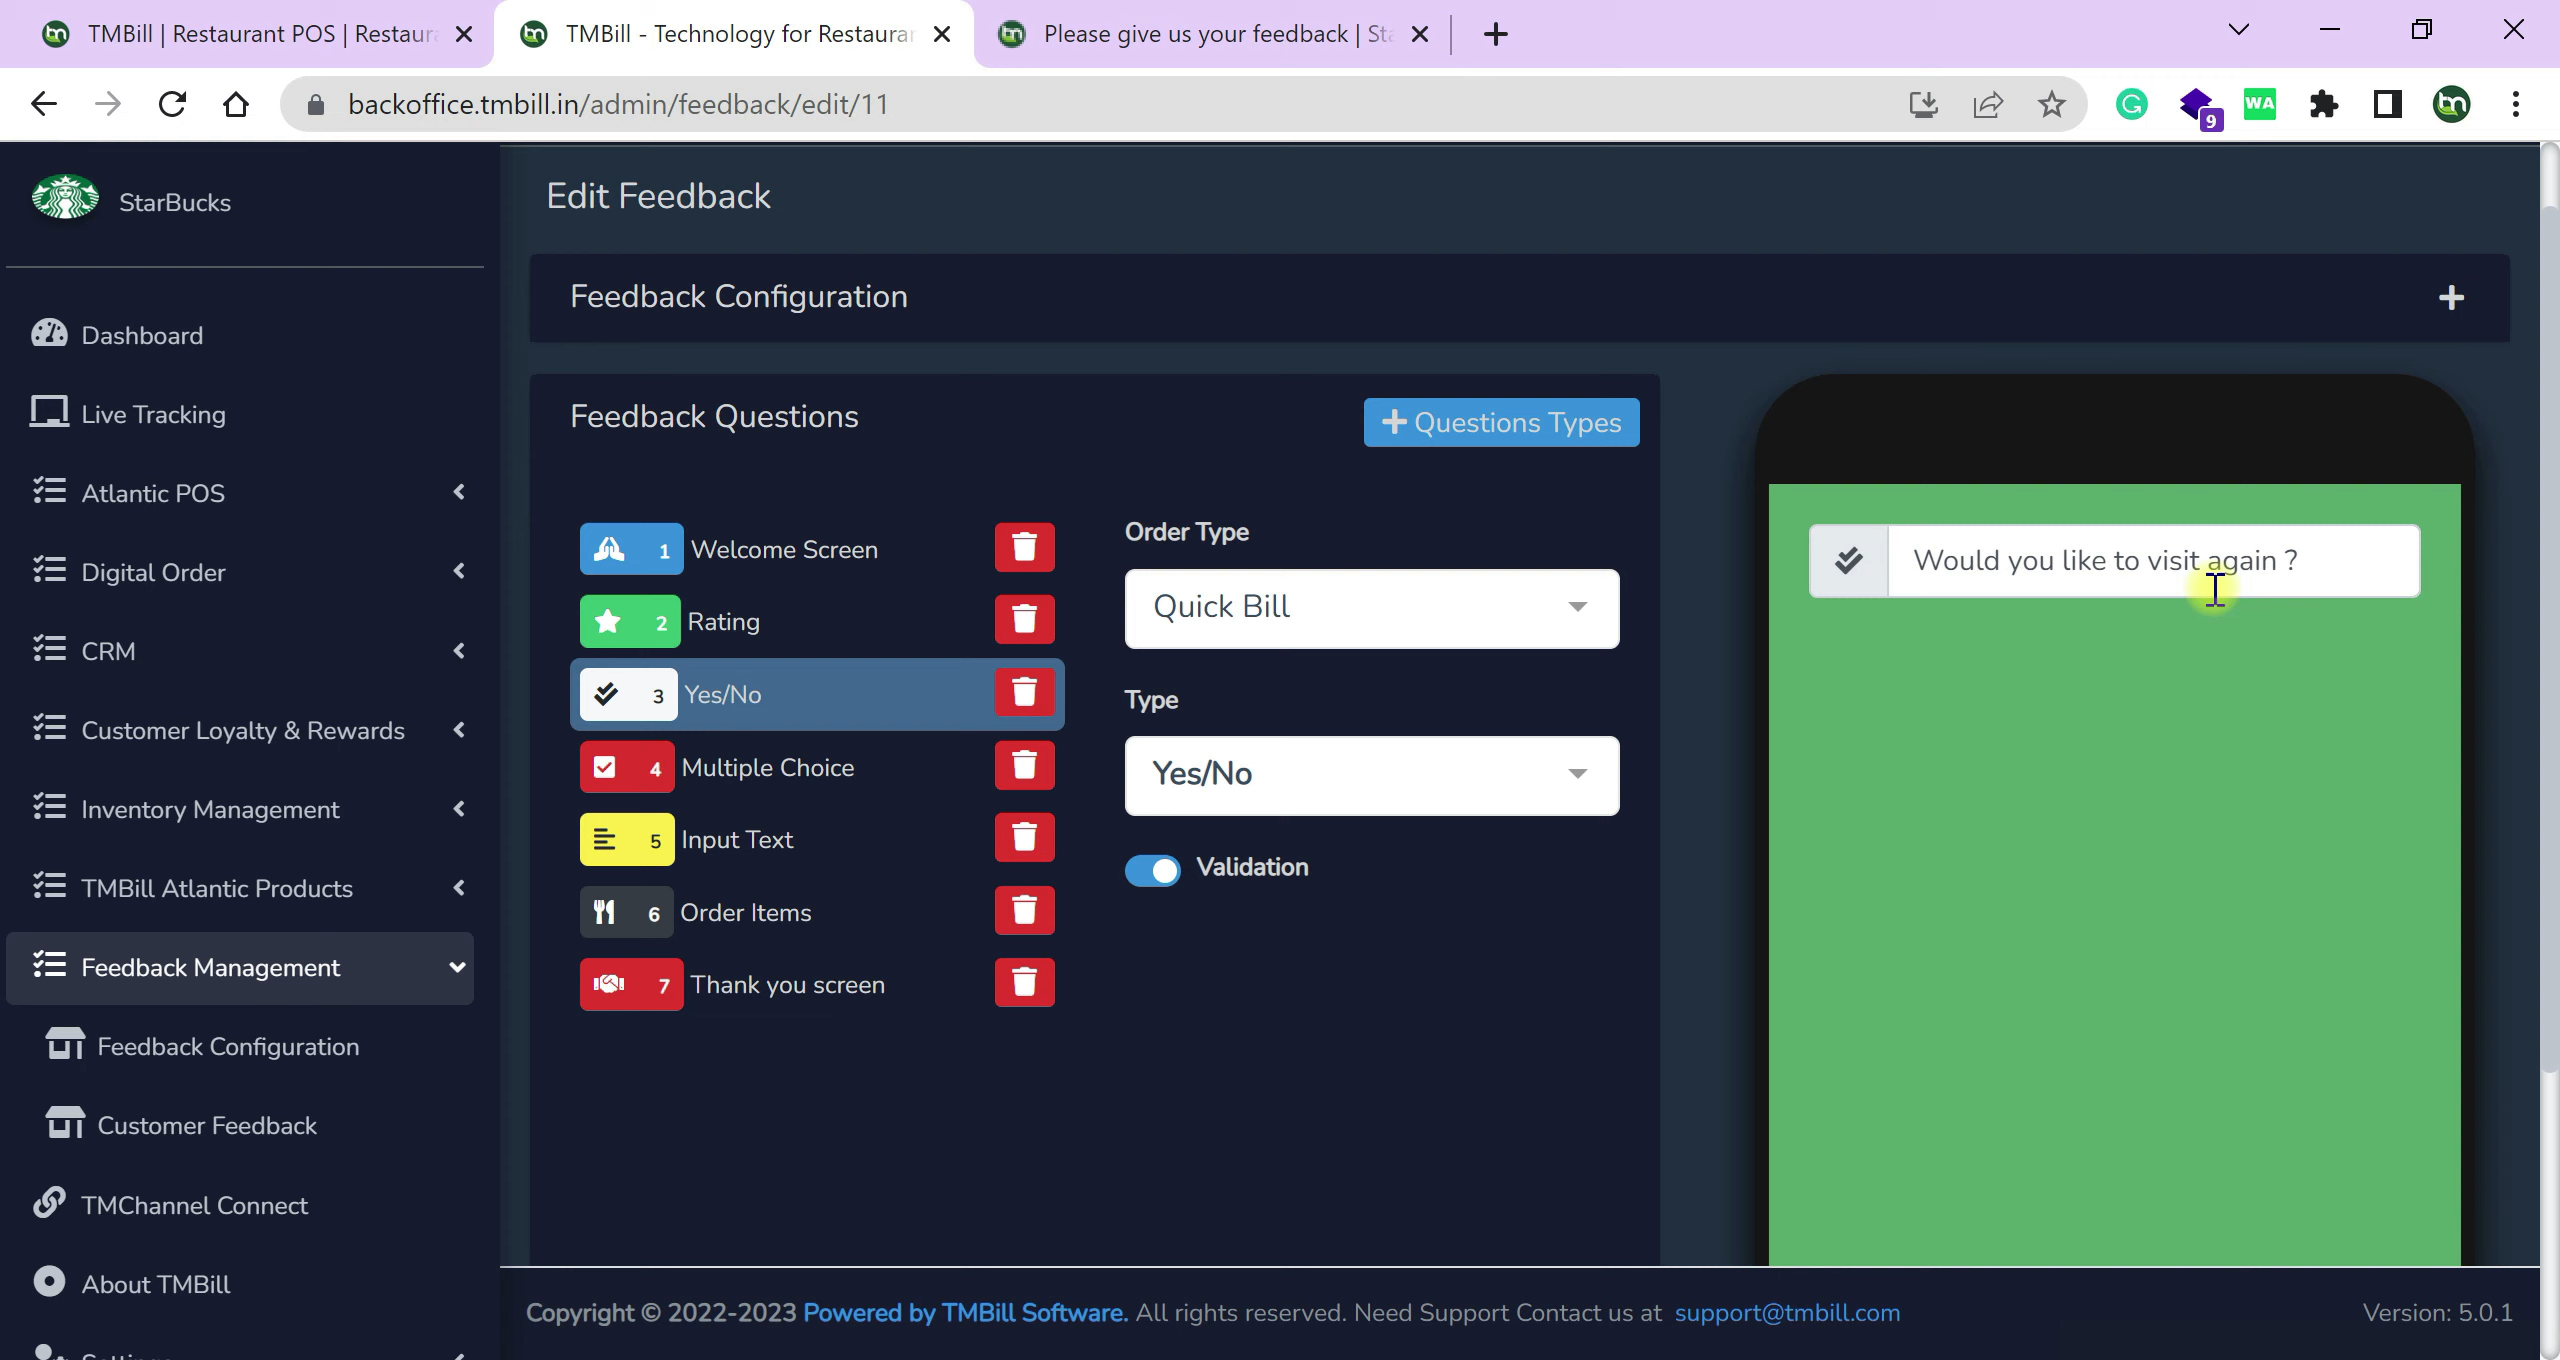 TMBill | Restaurant POS | Restaura
TMBill - Technology for Restauran
Please give us your feedback | Sta
backoffice.tmbill.in/admin/feedback/edit/11
9
WA
StarBucks
Dashboard
Live Tracking
Atlantic POS
Digital Order
CRM
Customer Loyalty & Rewards
Inventory Management
TMBill Atlantic Products
Feedback Management
Feedback Configuration
Customer Feedback
TMChannel Connect
About TMBill
Edit Feedback
Feedback Configuration
Feedback Questions
Questions Types
1 Welcome Screen
2 Rating
3 Yes/No
4 Multiple Choice
5 Input Text
6 Order Items
7 Thank you screen
Order Type
Quick Bill
Type
Yes/No
Validation
Would you like to visit again ?
Copyright © 2022-2023 Powered by TMBill Software. All rights reserved. Need Support Contact us at support@tmbill.com
Version: 5.0.1